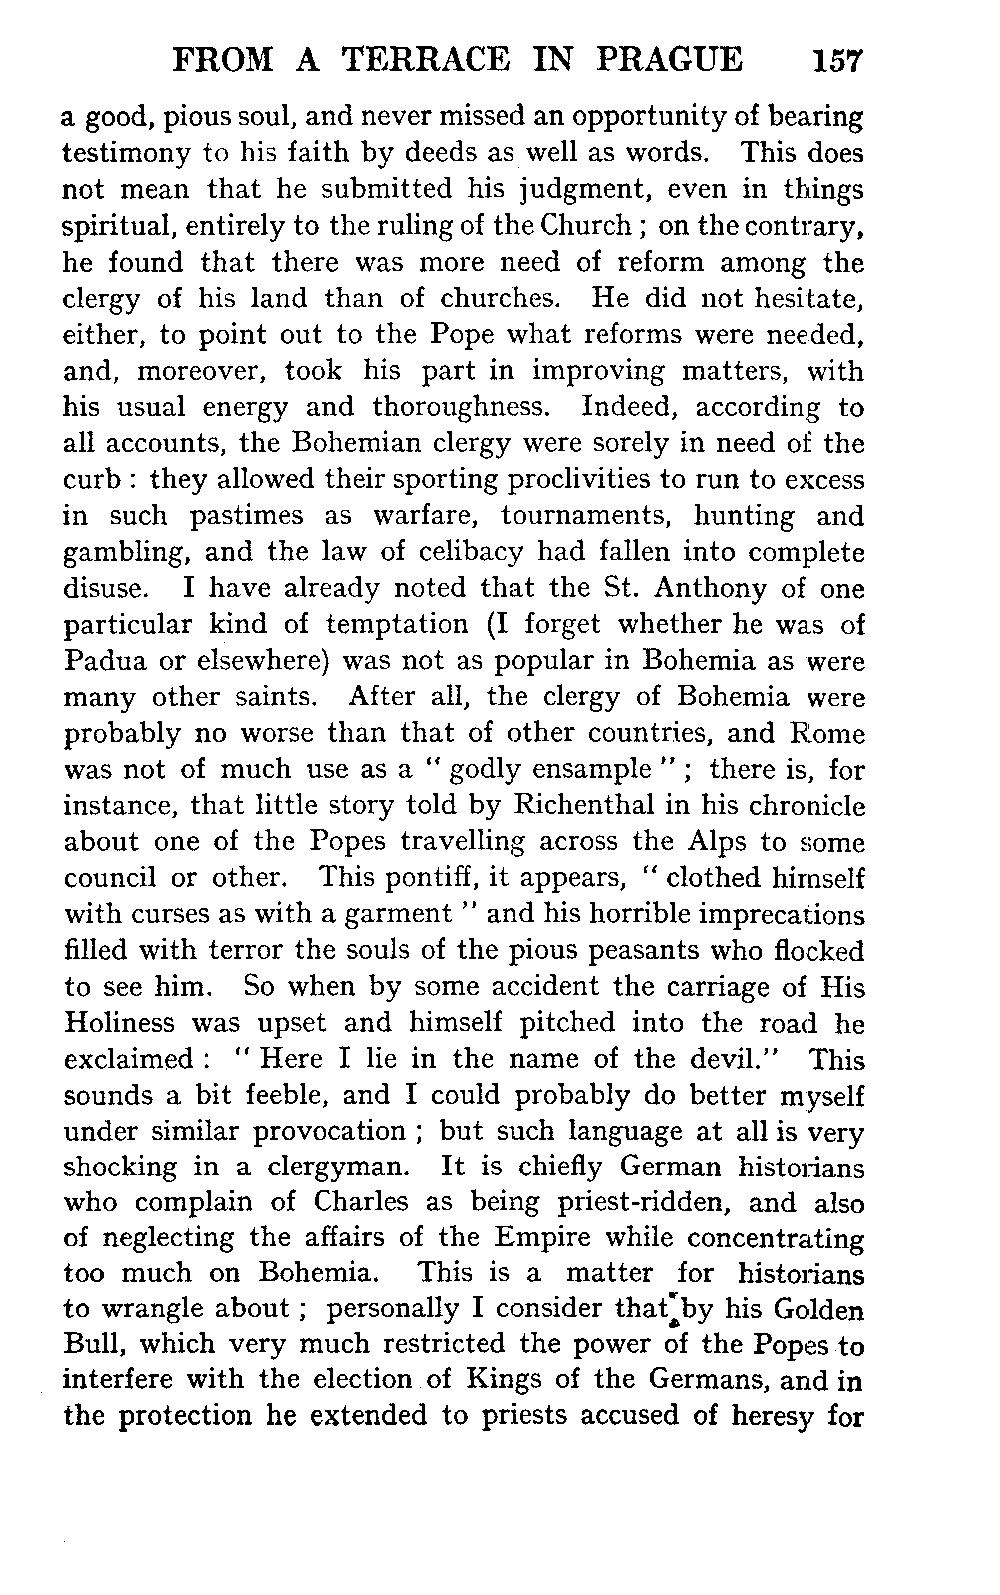 FROM A TERRACE IN PRAGUE 157
a good, pious soul, and never missed an opportunity of bearing
testimony to his faith by deeds as well as words. This does
not mean that he submitted his judgment, even in things
spiritual, entirely to the ruling of the Church ; on the contrary,
he found that there was more need of reform among the
clergy of his land than of churches. He did not hesitate,
either, to point out to the Pope what reforms were needed,
and, moreover, took his part in improving matters, with
his usual energy and thoroughness. Indeed, according to
all accounts, the Bohemian clergy were sorely in need of the
curb : they allowed their sporting proclivities to run to excess
in such pastimes as warfare, tournaments, hunting and
gambling, and the law of celibacy had fallen into complete
disuse. I have already noted that the St. Anthony of one
particular kind of temptation (I forget whether he was of
Padua or elsewhere) was not as popular in Bohemia as were
many other saints. After all, the clergy of Bohemia were
probably no worse than that of other countries, and Rome
was not of much use as a " godly ensample " ; there is, for
instance, that little story told by Richenthal in his chronicle
about one of the Popes travelling across the Alps to some
council or other. This pontiff, it appears, " clothed himself
with curses as with a garment " and his horrible imprecations
filled with terror the souls of the pious peasants who flocked
to see him. So when by some accident the carriage of His
Holiness was upset and himself pitched into the road he
exclaimed : " Here I lie in the name of the devil." This
sounds a bit feeble, and I could probably do better myself
under similar provocation ; but such language at all is very
shocking in a clergyman. It is chiefly German historians
who complain of Charles as being priest-ridden, and also
of neglecting the affairs of the Empire while concentrating
too much on Bohemia. This is a matter for historians
to wrangle about ; personally I consider that by his Golden
Bull, which very much restricted the power of the Popes to
interfere with the election of Kings of the Germans, and in
the protection he extended to priests accused of heresy for